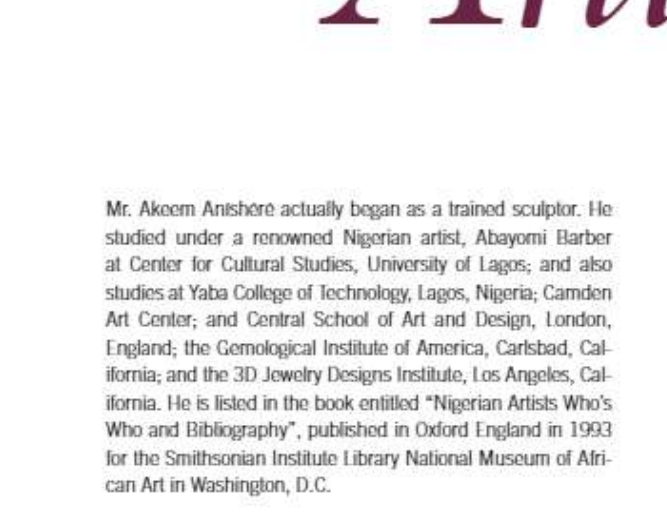 Mr. Akeem Anishere actually began as a trained sculptor. He
studied under a renowned Nigerian artist, Abayomi Barber
at Center for Cultural Studies, University of Lagos; and also
studies at Yaba College of Technology, Lagos, Nigeria; Camden
Art Center; and Central School of Art and Design, London,
England; the Gemological Institute of America, Carlsbad, Cal-
ifornia; and the 3D Jewelry Designs Institute, Los Angeles, Cal-
ifornia. He is listed in the book entitled “Nigerian Artists Who’s
Who and Bibliography”, published in Oxford England in 1993
for the Smithsonian Institute Library National Museum of Afri-
can Art in Washington, D.C.